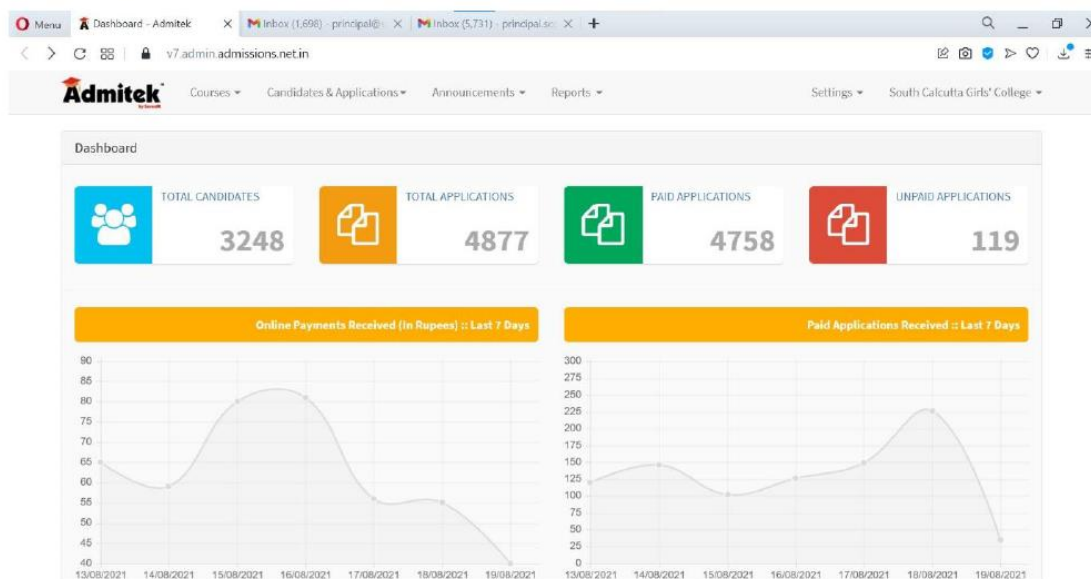 Menu
Dashboard - Admitek
Inbox (1,698) - principal@
Inbox (5,731) - principal.sc
v7.admin.admissions.net.in
Admitek
Courses
Candidates & Applications
Announcements
Reports
Settings
South Calcutta Girls' College
Dashboard
TOTAL CANDIDATES
3248
TOTAL APPLICATIONS
4877
PAID APPLICATIONS
4758
UNPAID APPLICATIONS
119
Online Payments Received (In Rupees) :: Last 7 Days
90
85
80
75
70
65
60
55
50
45
40
13/08/2021 14/08/2021 15/08/2021 16/08/2021 17/08/2021 18/08/2021 19/08/2021
Paid Applications Received :: Last 7 Days
300
275
250
225
200
175
150
125
100
75
50
25
0
13/08/2021 14/08/2021 15/08/2021 16/08/2021 17/08/2021 18/08/2021 19/08/2021